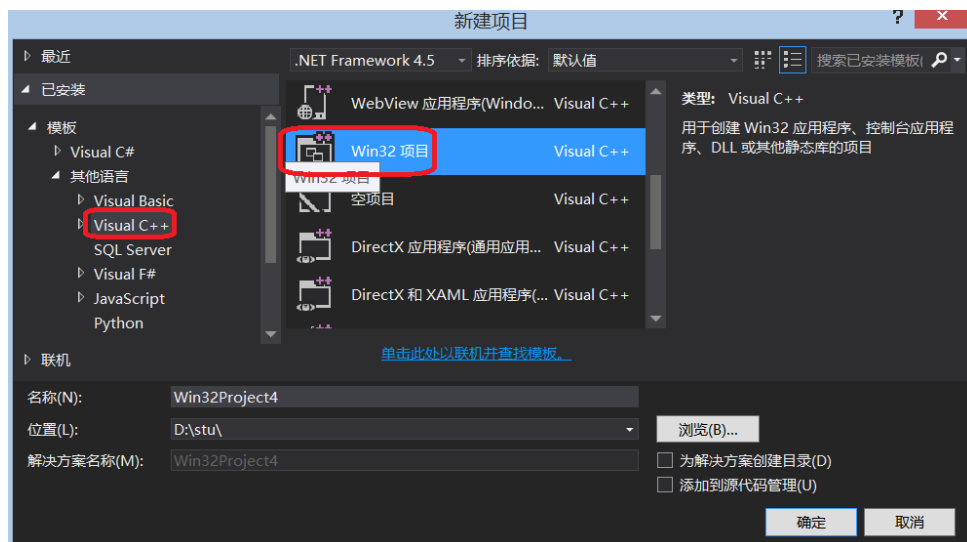 新建项目
?
×
最近
.NET Framework 4.5
排序依据: 默认值
搜索已安装模板(
已安装
模板
Visual C#
其他语言
Visual Basic
Visual C++
SQL Server
Visual F#
JavaScript
Python
联机
WebView 应用程序(Windo... Visual C++
Win32 项目 Visual C++
Win32 项目
空项目 Visual C++
DirectX 应用程序(通用应用... Visual C++
DirectX 和 XAML 应用程序(... Visual C++
单击此处以联机并查找模板。
类型: Visual C++
用于创建 Win32 应用程序、控制台应用程
序、DLL 或其他静态库的项目
名称(N): Win32Project4
位置(L): D:\stu\
浏览(B)...
解决方案名称(M): Win32Project4
为解决方案创建目录(D)
添加到源代码管理(U)
确定
取消